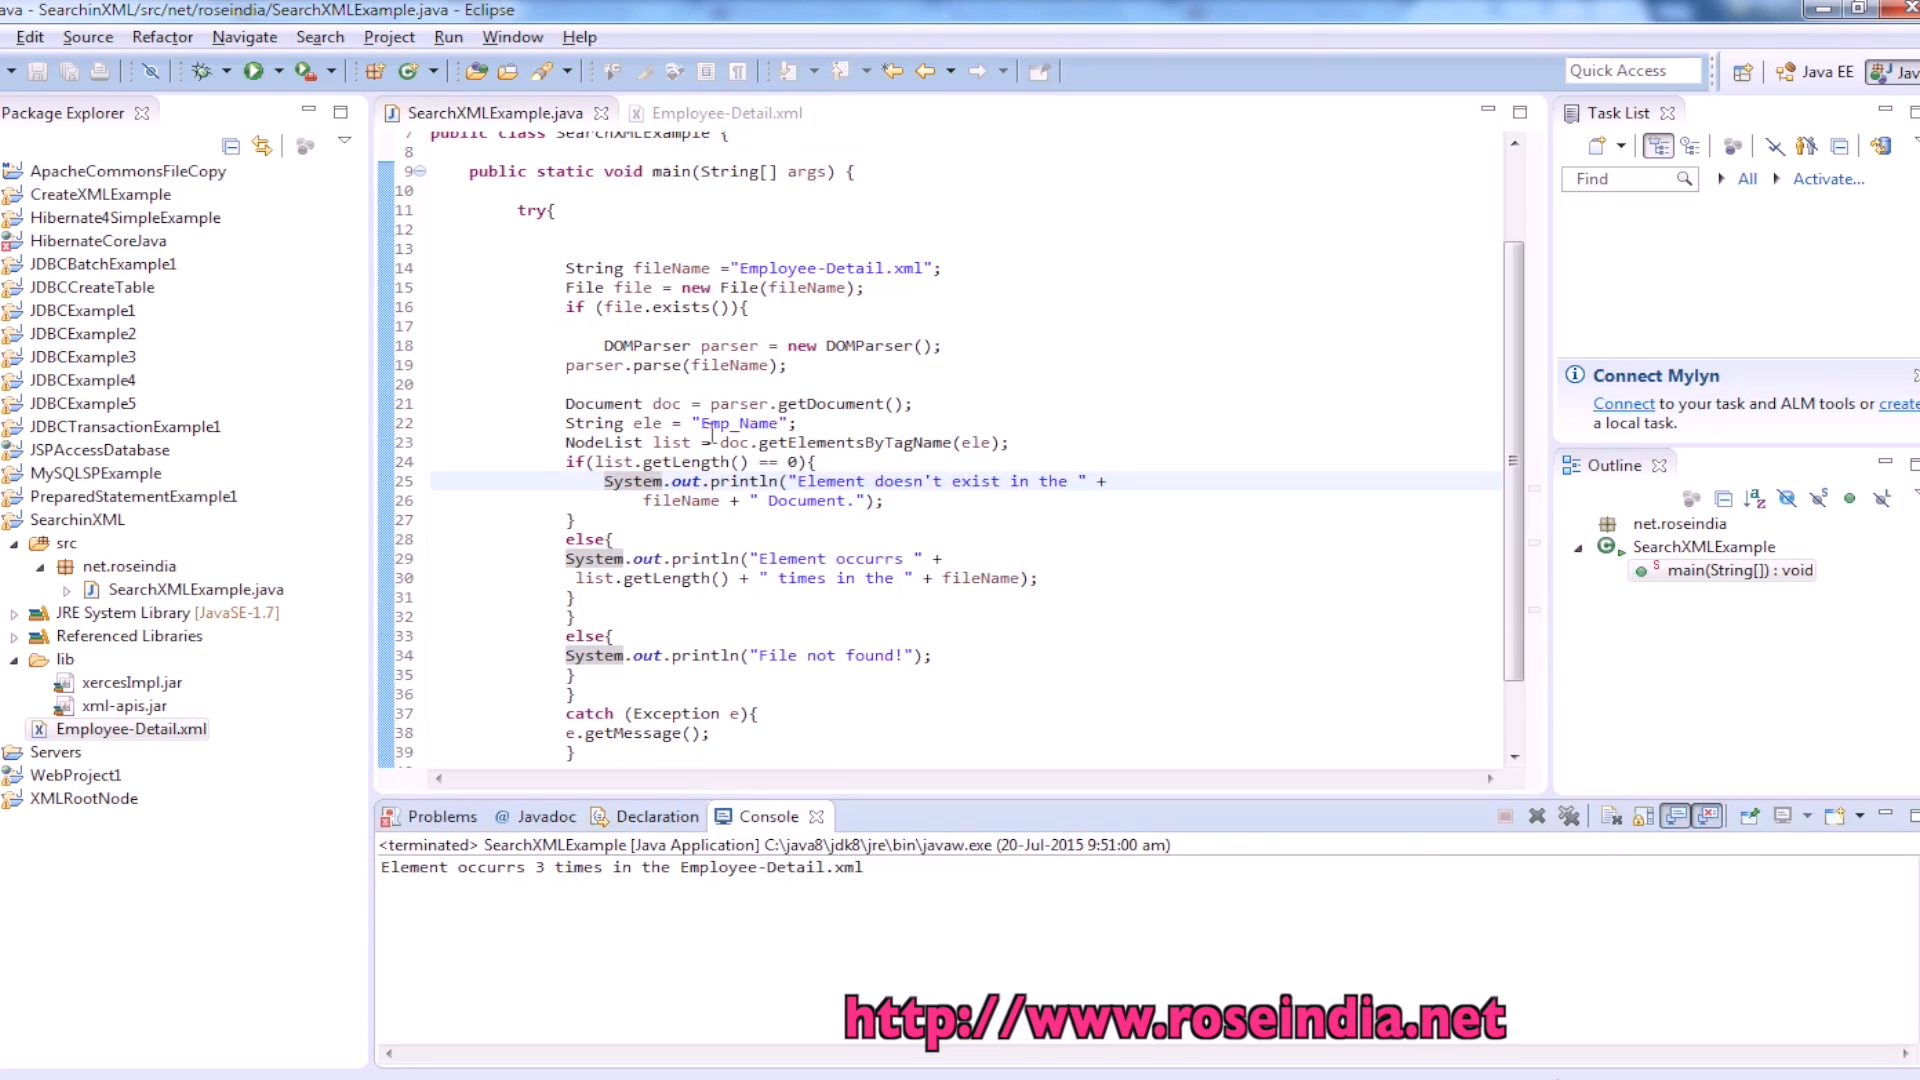 ava - SearchinXML/src/net/roseindia/SearchXMLExample.java - Eclipse
Edit Source Refactor Navigate Search Project Run Window Help
Quick Access
Java EE
Jav
Package Explorer
SearchXMLExample.java
Employee-Detail.xml
Task List
ApacheCommonsFileCopy
CreateXMLExample
Hibernate4SimpleExample
HibernateCoreJava
JDBCBatchExample1
JDBCCreateTable
JDBCExample1
JDBCExample2
JDBCExample3
JDBCExample4
JDBCExample5
JDBCTransactionExample1
JSPAccessDatabase
MySQLSPExample
PreparedStatementExample1
SearchinXML
src
net.roseindia
SearchXMLExample.java
JRE System Library [JavaSE-1.7]
Referenced Libraries
lib
xercesImpl.jar
xml-apis.jar
Employee-Detail.xml
Servers
WebProject1
XMLRootNode
7 public class SearchXMLExample {
8
9 public static void main(String[] args) {
10
11 try{
12
13
14 String fileName ="Employee-Detail.xml";
15 File file = new File(fileName);
16 if (file.exists()){
17
18 DOMParser parser = new DOMParser();
19 parser.parse(fileName);
20
21 Document doc = parser.getDocument();
22 String ele = "Emp_Name";
23 NodeList list = doc.getElementsByTagName(ele);
24 if(list.getLength() == 0){
25 System.out.println("Element doesn't exist in the " +
26 fileName + " Document.");
27 }
28 else{
29 System.out.println("Element occurrs " +
30 list.getLength() + " times in the " + fileName);
31 }
32 }
33 else{
34 System.out.println("File not found!");
35 }
36 }
37 catch (Exception e){
38 e.getMessage();
39 }
Find
All
Activate...
Connect Mylyn
Connect to your task and ALM tools or create
a local task.
Outline
net.roseindia
SearchXMLExample
main(String[]) : void
Problems @ Javadoc Declaration Console
<terminated> SearchXMLExample [Java Application] C:\java8\jdk8\jre\bin\javaw.exe (20-Jul-2015 9:51:00 am)
Element occurrs 3 times in the Employee-Detail.xml
http://www.roseindia.net